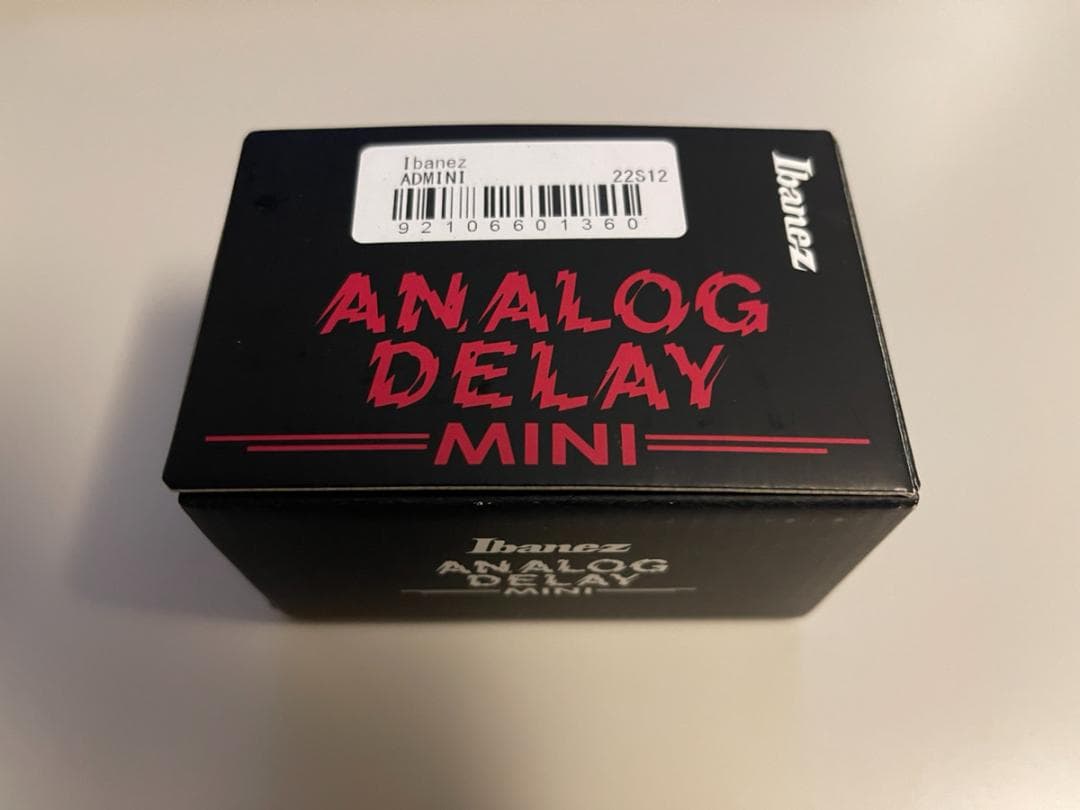 Ibanez
ADMINI 22S12
92106601360
Ibanez
ANALOG
DELAY
MINI
Ibanez
ANALOG
DELAY
MINI